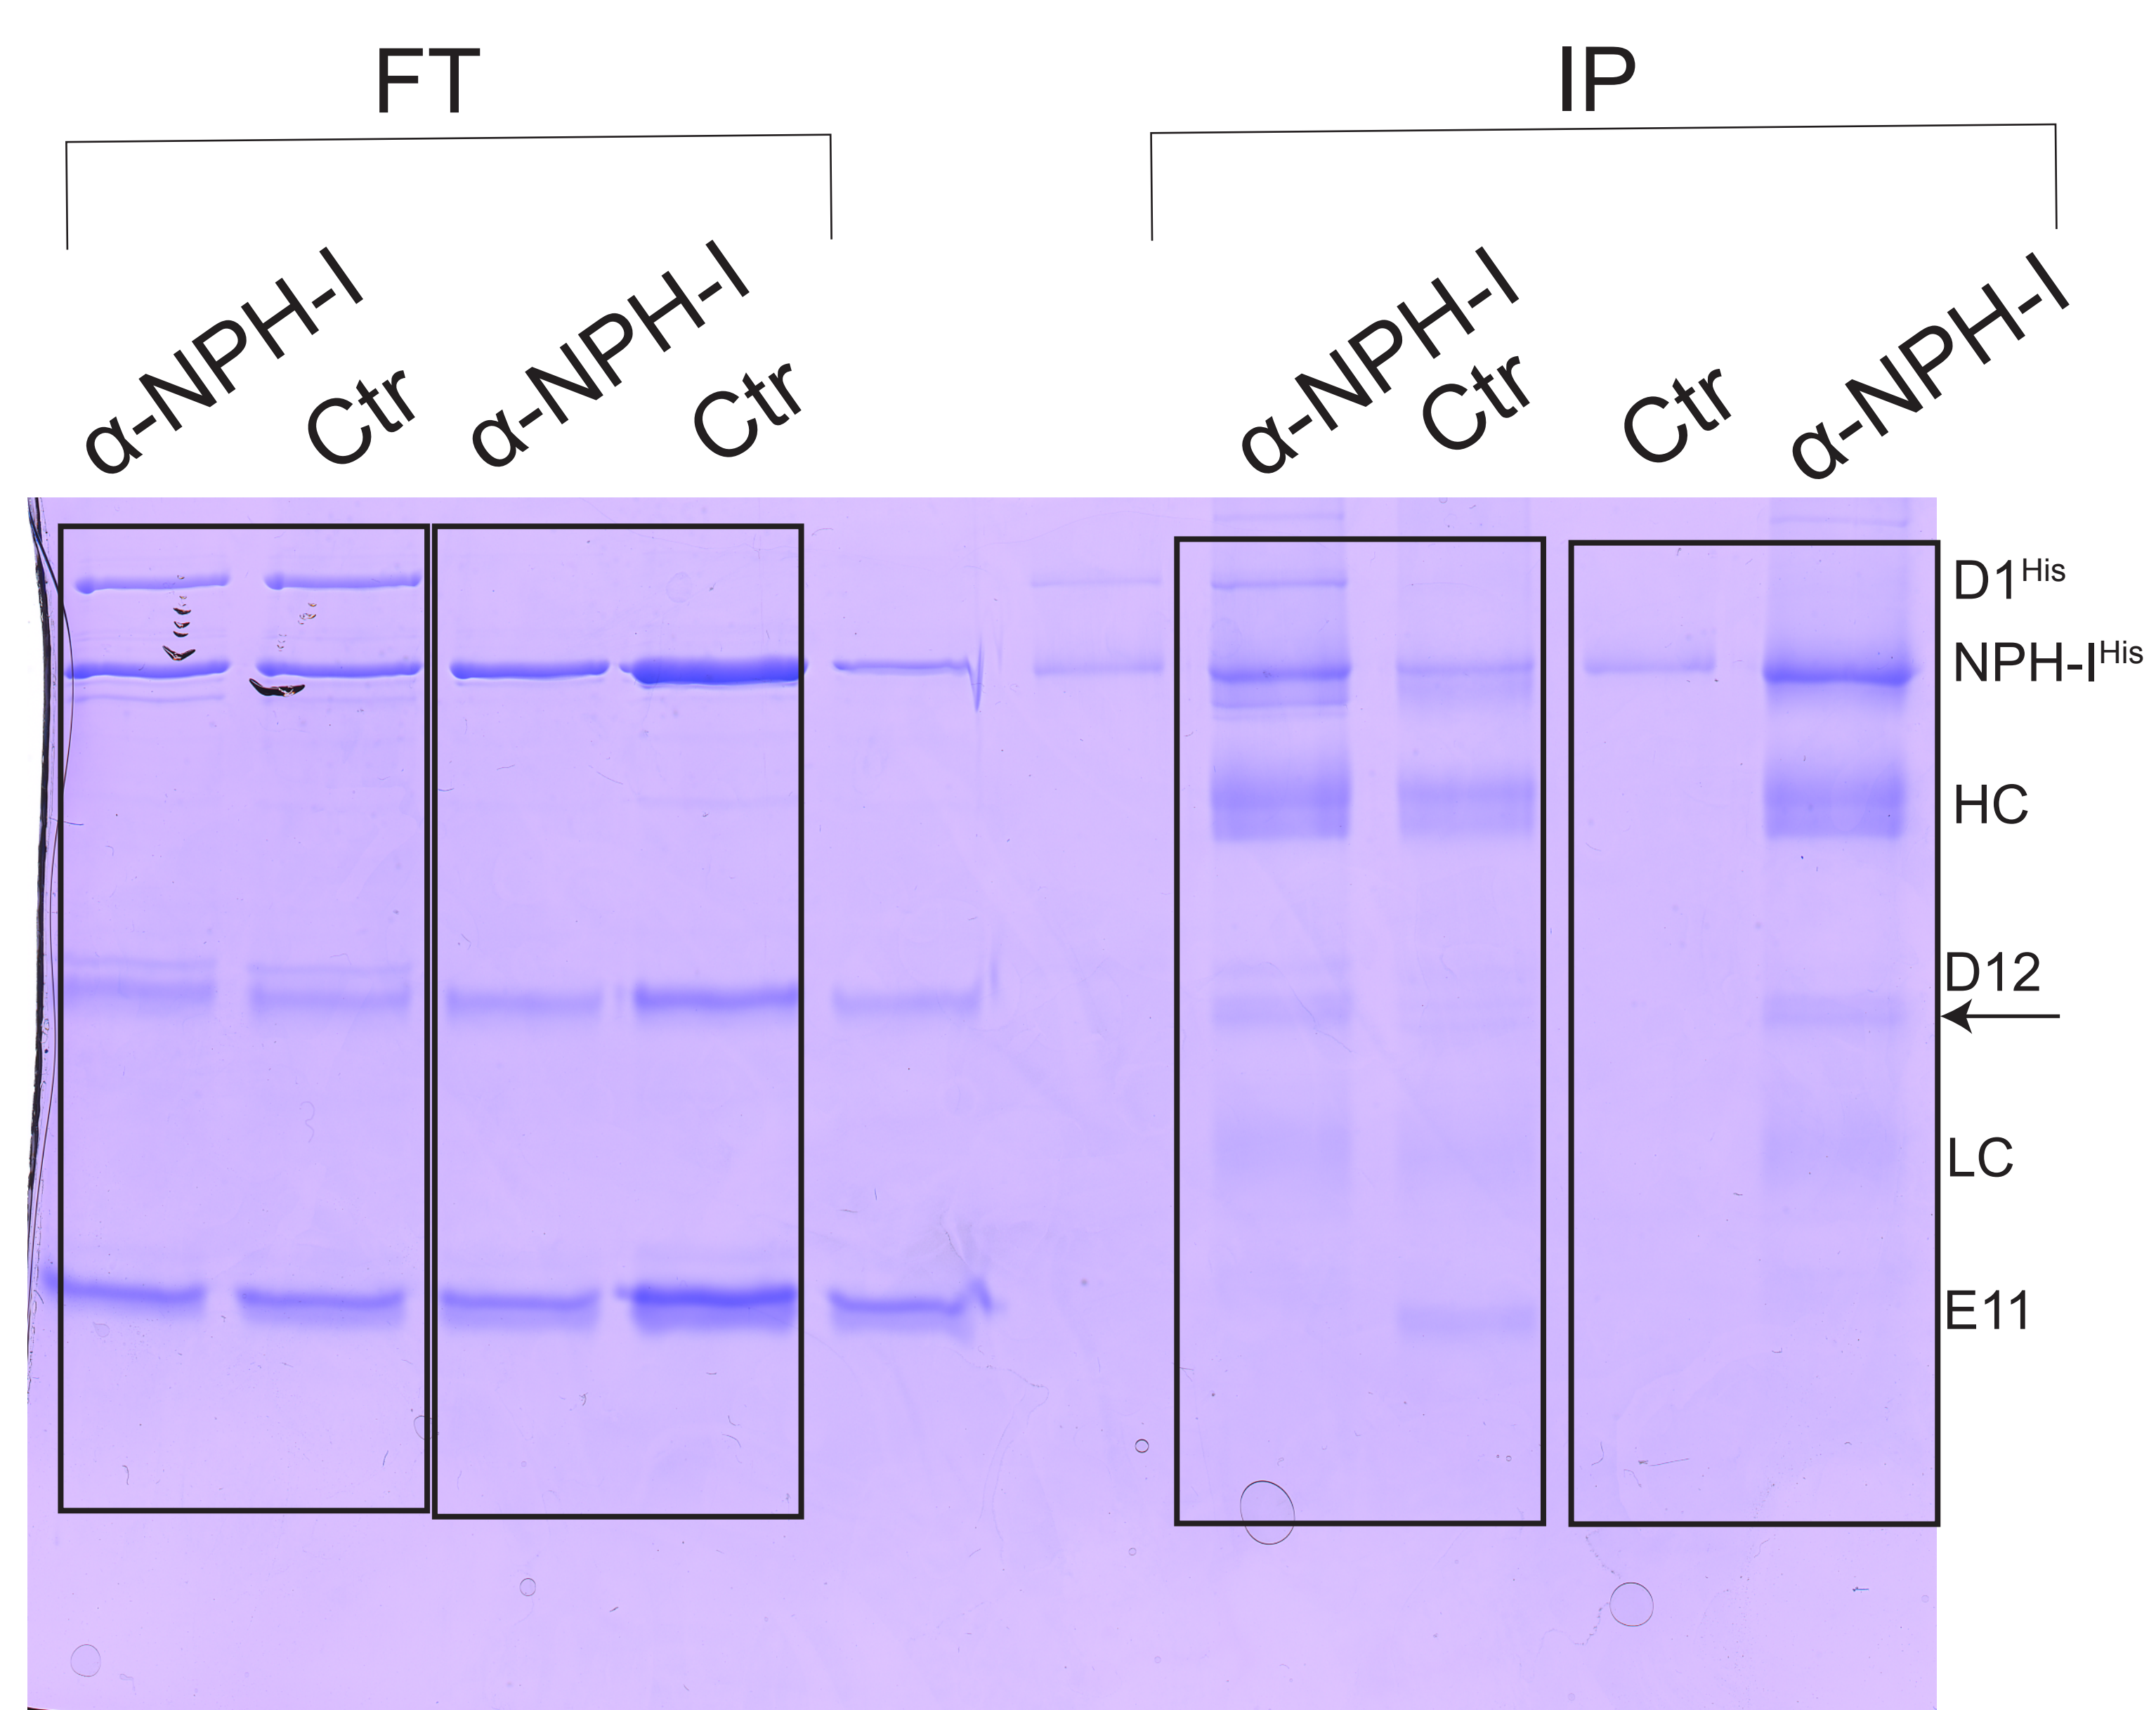 FT
IP
α-NPH-I
Ctr
α-NPH-I
Ctr
α-NPH-I
Ctr
Ctr
α-NPH-I
D1His
NPH-IHis
HC
D12
LC
E11